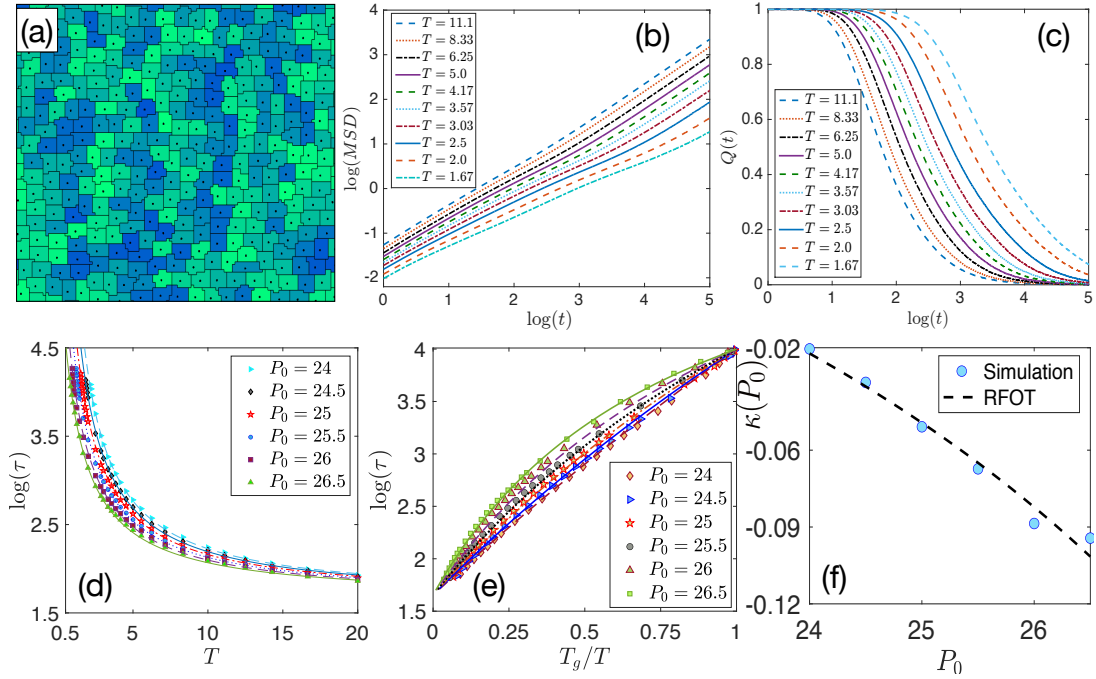 (a)
(b)
log(MSD)
4
3
2
1
0
-1
-2
0 1 2 3 4 5
log(t)
T = 11.1
T = 8.33
T = 6.25
T = 5.0
T = 4.17
T = 3.57
T = 3.03
T = 2.5
T = 2.0
T = 1.67
(c)
Q(t)
1
0.8
0.6
0.4
0.2
0
0 1 2 3 4 5
log(t)
T = 11.1
T = 8.33
T = 6.25
T = 5.0
T = 4.17
T = 3.57
T = 3.03
T = 2.5
T = 2.0
T = 1.67
(d)
log(τ)
4.5
3.5
2.5
1.5
0.5 5 10 15 20
T
P₀ = 24
P₀ = 24.5
P₀ = 25
P₀ = 25.5
P₀ = 26
P₀ = 26.5
(e)
log(τ)
4
3.5
3
2.5
2
1.5
0 0.25 0.5 0.75 1
T_g/T
P₀ = 24
P₀ = 24.5
P₀ = 25
P₀ = 25.5
P₀ = 26
P₀ = 26.5
(f)
κ(P₀)
-0.02
-0.06
-0.09
-0.12
24 25 26
P₀
Simulation
RFOT